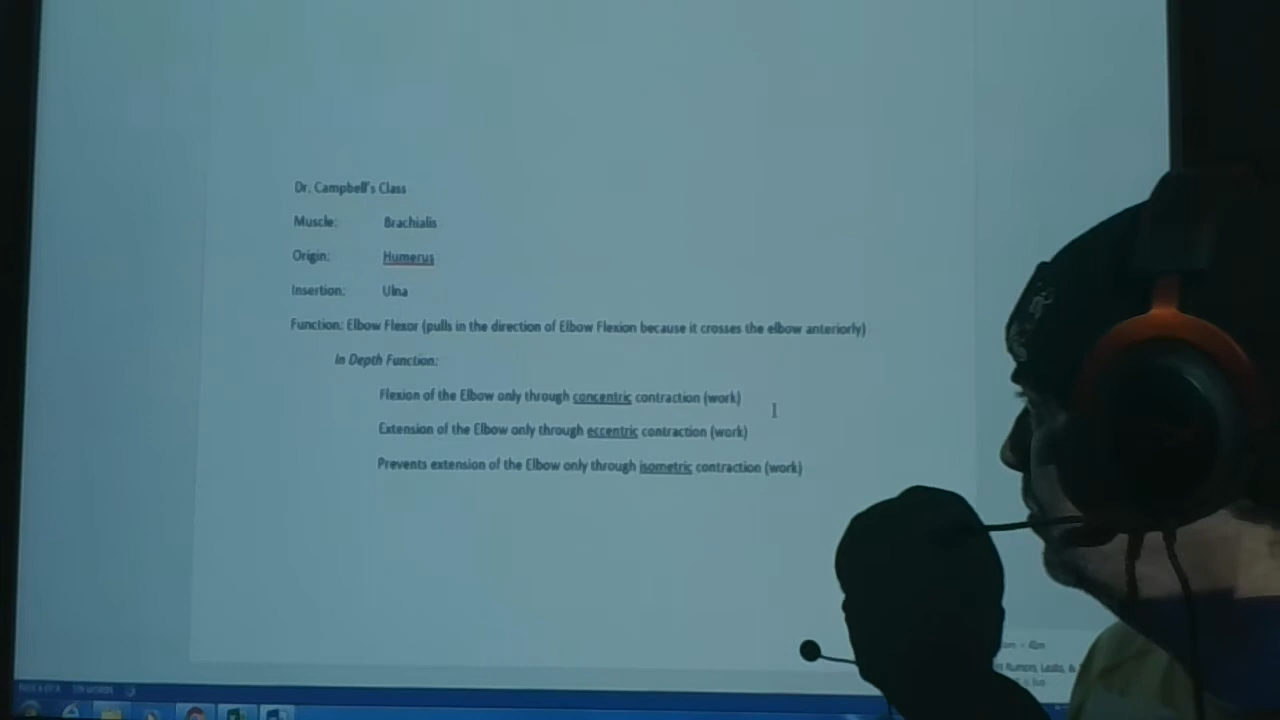 Dr. Campbell's Class
Muscle: Brachialis
Origin: Humerus
Insertion: Ulna
Function: Elbow Flexor (pulls in the direction of Elbow Flexion because it crosses the elbow anteriorly)
In Depth Function:
Flexion of the Elbow only through concentric contraction (work)
Extension of the Elbow only through eccentric contraction (work)
Prevents extension of the Elbow only through isometric contraction (work)